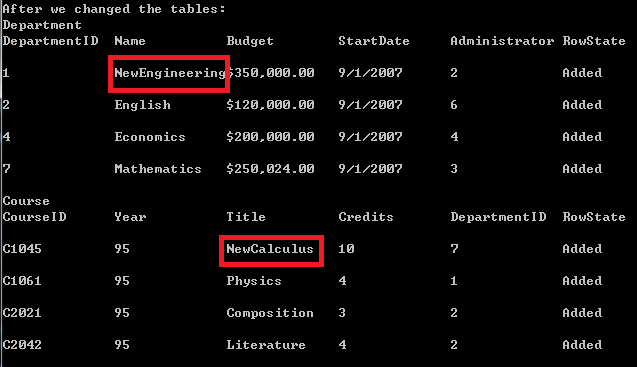 After we changed the tables:
Department
DepartmentID Name Budget StartDate Administrator RowState
1 NewEngineering $350,000.00 9/1/2007 2 Added
2 English $120,000.00 9/1/2007 6 Added
4 Economics $200,000.00 9/1/2007 4 Added
7 Mathematics $250,024.00 9/1/2007 3 Added
Course
CourseID Year Title Credits DepartmentID RowState
C1045 95 NewCalculus 10 7 Added
C1061 95 Physics 4 1 Added
C2021 95 Composition 3 2 Added
C2042 95 Literature 4 2 Added